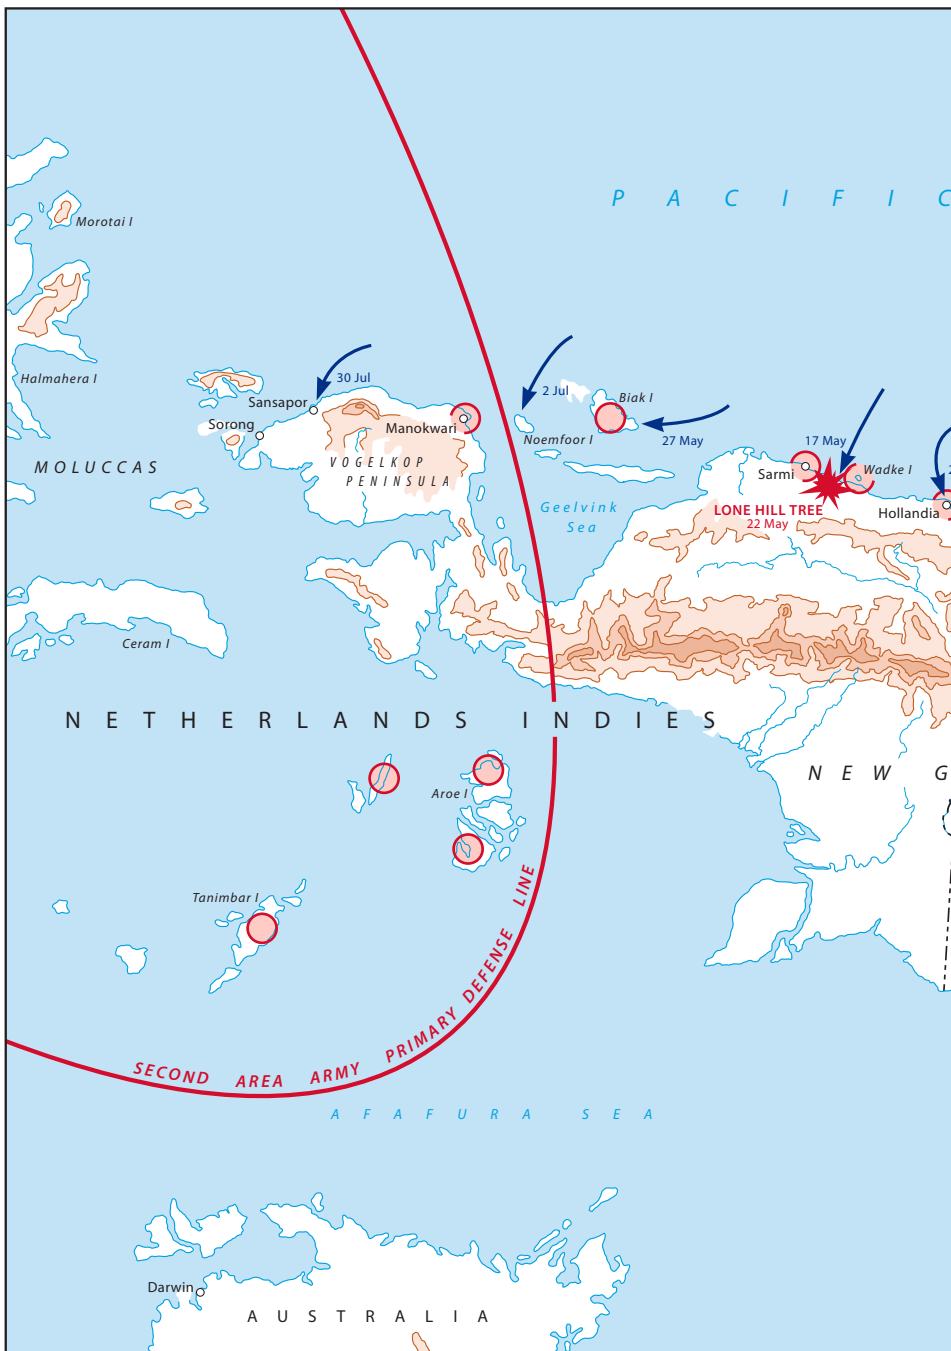 PACIFIC
Morotai I
Halmahera I
30 Jul
Sansapor
Sorong
Manokwari
2 Jul
Biak I
Noemfoor I
27 May
17 May
Sarmi
Wadke I
2
Hollandia
LONE HILL TREE
22 May
MOLUCCAS
VOGELKOP
PENINSULA
Geelvink
Sea
Ceram I
NETHERLANDS INDIES
NEW G
Aroe I
Tanimbar I
SECOND AREA ARMY PRIMARY DEFENSE LINE
AFAFURA SEA
Darwin
AUSTRALIA